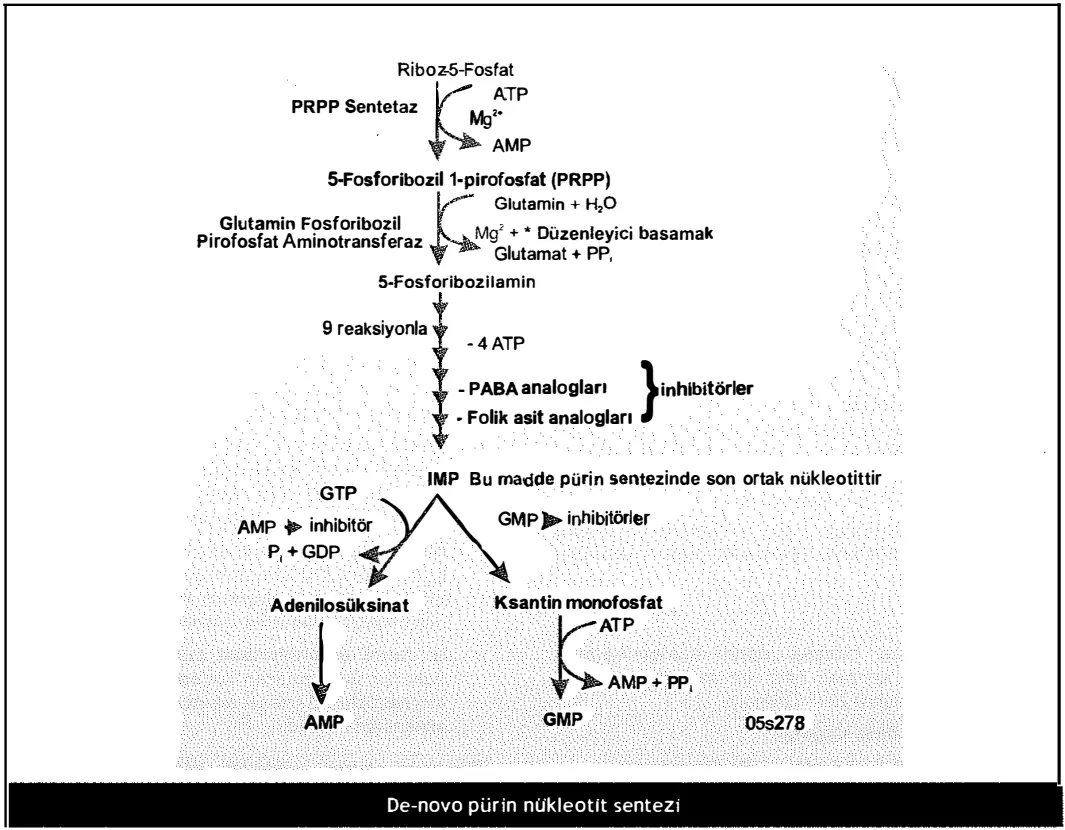 Riboz-5-Fosfat
ATP
PRPP Sentetaz
Mg²⁺
AMP
5-Fosforibozil 1-pirofosfat (PRPP)
Glutamin + H₂O
Glutamin Fosforibozil
Pirofosfat Aminotransferaz
Mg² + * Düzenleyici basamak
Glutamat + PPᵢ
5-Fosforibozilamin
9 reaksiyonla
- 4 ATP
- PABA analogları
- Folik asit analogları
} inhibitörler
IMP Bu madde pürin sentezinde son ortak nükleotittir
GTP
AMP inhibitör
Pᵢ + GDP
GMP inhibitörler
Adenilosüksinat
Ksantin monofosfat
ATP
AMP + PPᵢ
AMP
GMP
05s278
De-novo pürin nükleotit sentezi